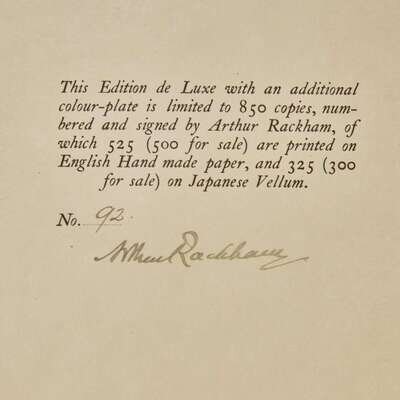 This Edition de Luxe with an additional
colour-plate is limited to 850 copies, num-
bered and signed by Arthur Rackham, of
which 525 (500 for sale) are printed on
English Hand made paper, and 325 (300
for sale) on Japanese Vellum.
No. 92.
Arthur Rackham